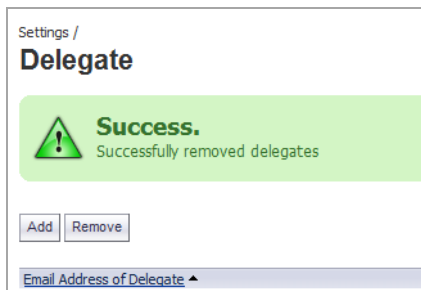 Settings /
Delegate
Success.
Successfully removed delegates
Add Remove
Email Address of Delegate